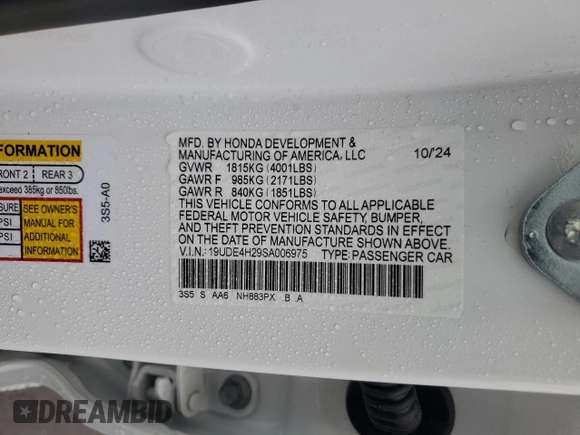 FORMATION
FRONT 2 REAR 3
exceed 385kg or 850lbs.
SURE
SEE OWNER'S
MANUAL FOR
ADDITIONAL
INFORMATION
PSI
PSI
3S5-A0
MFD. BY HONDA DEVELOPMENT &
MANUFACTURING OF AMERICA, LLC 10/24
GVWR 1815KG (4001LBS)
GAWR F 985KG (2171LBS)
GAWR R 840KG (1851LBS)
THIS VEHICLE CONFORMS TO ALL APPLICABLE
FEDERAL MOTOR VEHICLE SAFETY, BUMPER,
AND THEFT PREVENTION STANDARDS IN EFFECT
ON THE DATE OF MANUFACTURE SHOWN ABOVE.
V.I.N.: 19UDE4H29SA006975 TYPE: PASSENGER CAR
3S5 S AA6 NH883PX B A
DREAMBID